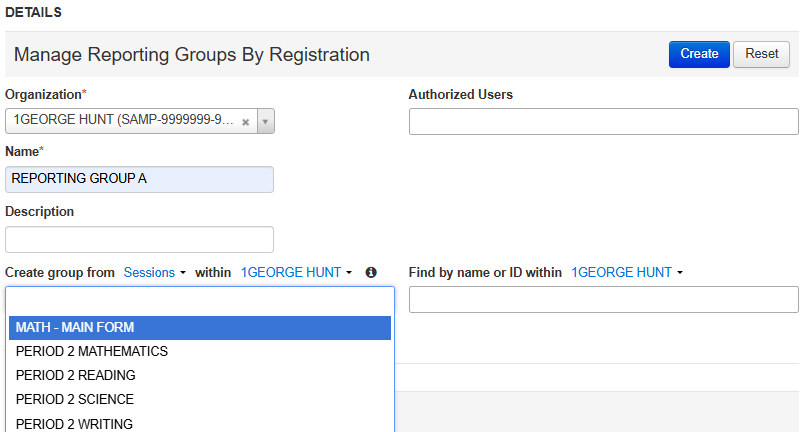 DETAILS
Manage Reporting Groups By Registration
Create
Reset
Organization*
Authorized Users
1GEORGE HUNT (SAMP-9999999-9...
Name*
REPORTING GROUP A
Description
Create group from Sessions within 1GEORGE HUNT
Find by name or ID within 1GEORGE HUNT
MATH - MAIN FORM
PERIOD 2 MATHEMATICS
PERIOD 2 READING
PERIOD 2 SCIENCE
PERIOD 2 WRITING